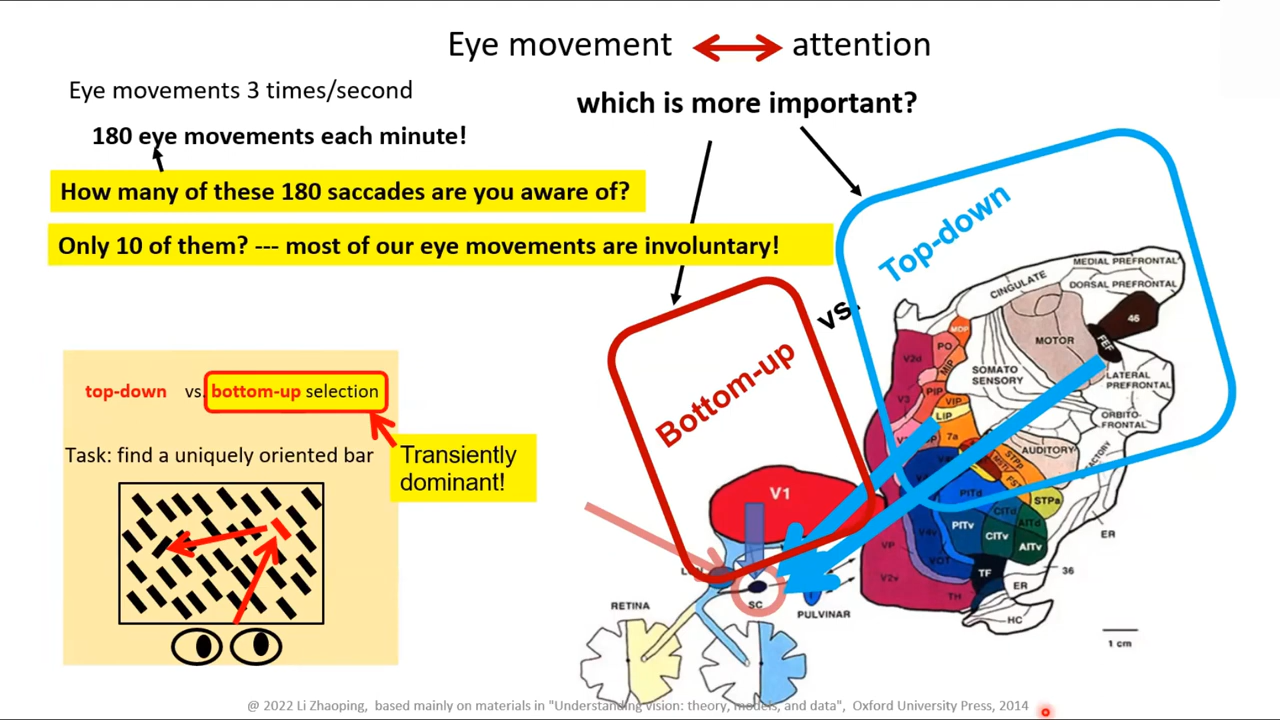 Eye movement attention
Eye movements 3 times/second
which is more important?
180 eye movements each minute!
How many of these 180 saccades are you aware of?
Only 10 of them? --- most of our eye movements are involuntary!
Top-down
vs.
Bottom-up
top-down vs. bottom-up selection
Task: find a uniquely oriented bar
Transiently
dominant!
MEDIAL PREFRONTAL
DORSAL PREFRONTAL
CINGULATE
46
FEF
MOTOR
MDP
PO
V2d
MIP
SOMATO
SENSORY
LATERAL
PREFRONTAL
PIP
V3
VIP
LIP
ORBITO-
FRONTAL
7a
AUDITORY
STPp
FST
STPa
PITd
CITd
AITd
PITv
CITv
AITv
V4v
VOT
VP
V2v
TF
TH
ER
ER
36
HC
1 cm
V1
SC
PULVINAR
RETINA
@ 2022 Li Zhaoping, based mainly on materials in "Understanding vision: theory, models, and data", Oxford University Press, 2014